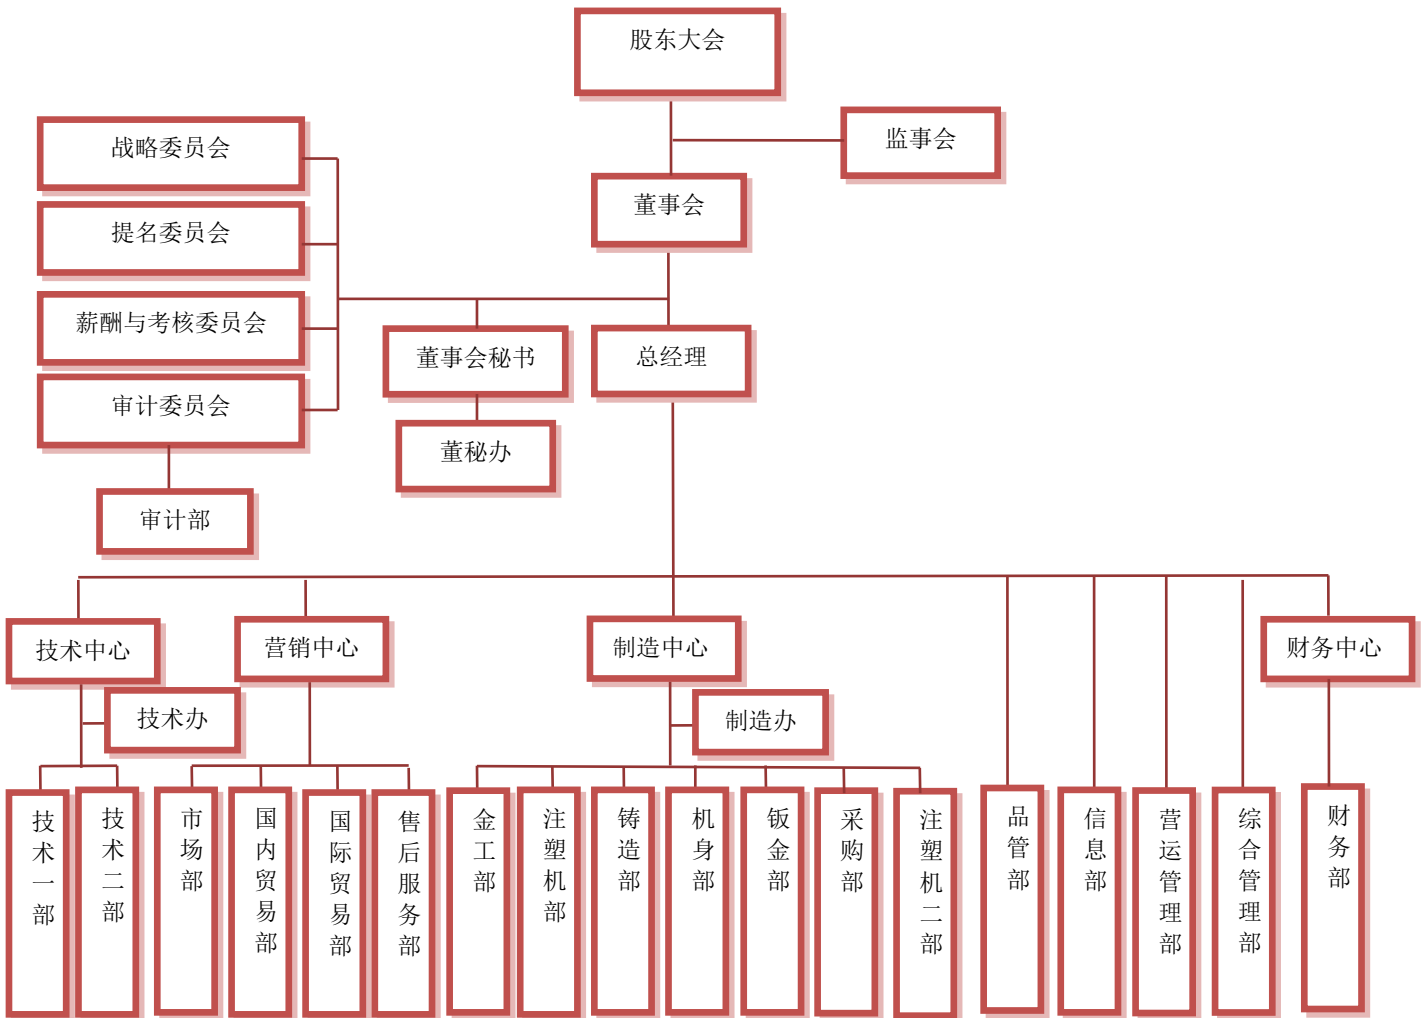 股东大会
监事会
战略委员会
董事会
提名委员会
薪酬与考核委员会
董事会秘书
总经理
审计委员会
董秘办
审计部
技术中心
营销中心
制造中心
财务中心
技术办
制造办
技术一部
技术二部
市场部
国内贸易部
国际贸易部
售后服务部
金工部
注塑机部
铸造部
机身部
钣金部
采购部
注塑机二部
品管部
信息部
营运管理部
综合管理部
财务部